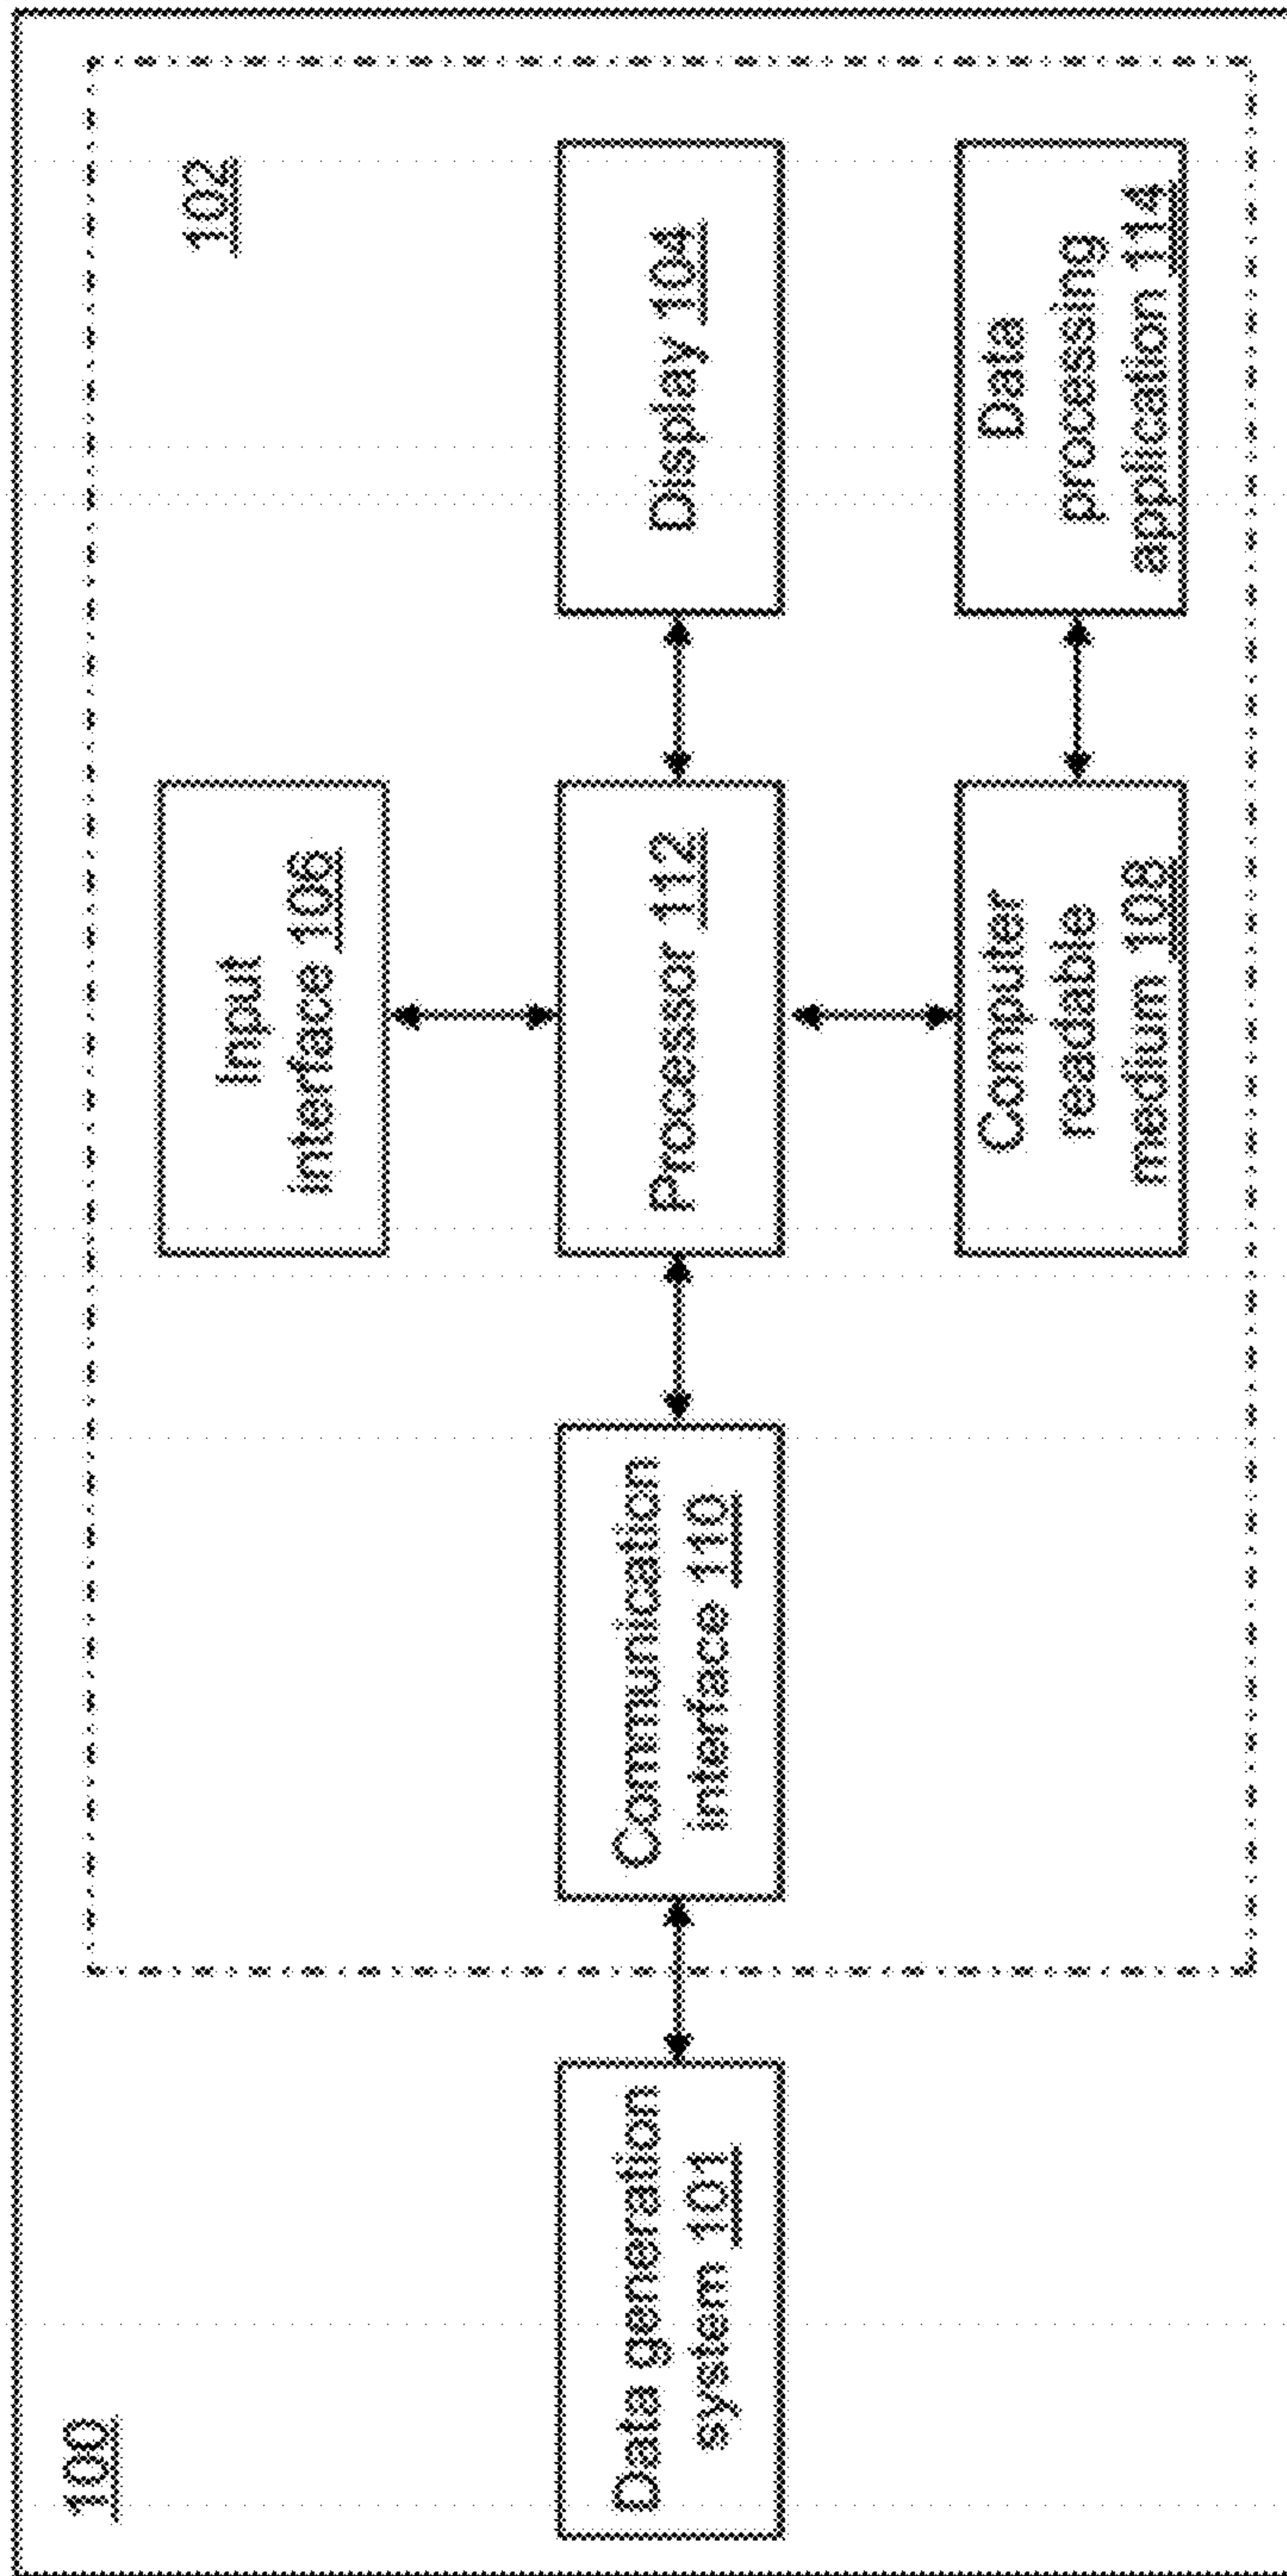 100
102
Input
interface 106
Data generation
system 101
Communication
interface 110
Processor 112
Display 104
Computer
readable
medium 108
Data
processing
application 114